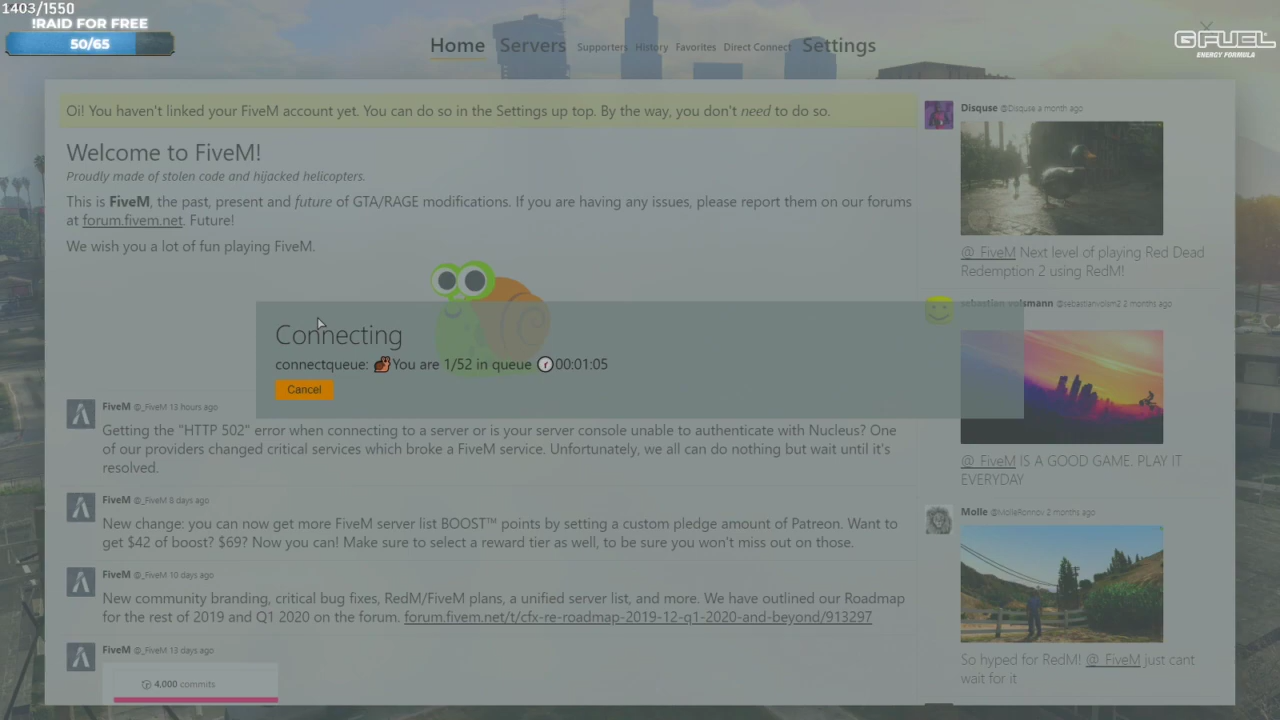 1403/1550
!RAID FOR FREE
50/65
Home Servers Supporters History Favorites Direct Connect Settings
GFUEL
ENERGY FORMULA
Oi! You haven't linked your FiveM account yet. You can do so in the Settings up top. By the way, you don't need to do so.
Welcome to FiveM!
Proudly made of stolen code and hijacked helicopters.
This is FiveM, the past, present and future of GTA/RAGE modifications. If you are having any issues, please report them on our forums
at forum.fivem.net. Future!
We wish you a lot of fun playing FiveM.
Connecting
connectqueue: 🐌You are 1/52 in queue 🕜00:01:05
Cancel
FiveM @_FiveM 13 hours ago
Getting the "HTTP 502" error when connecting to a server or is your server console unable to authenticate with Nucleus? One
of our providers changed critical services which broke a FiveM service. Unfortunately, we all can do nothing but wait until it's
resolved.
FiveM @_FiveM 8 days ago
New change: you can now get more FiveM server list BOOST™ points by setting a custom pledge amount of Patreon. Want to
get $42 of boost? $69? Now you can! Make sure to select a reward tier as well, to be sure you won't miss out on those.
FiveM @_FiveM 10 days ago
New community branding, critical bug fixes, RedM/FiveM plans, a unified server list, and more. We have outlined our Roadmap
for the rest of 2019 and Q1 2020 on the forum. forum.fivem.net/t/cfx-re-roadmap-2019-12-q1-2020-and-beyond/913297
FiveM @_FiveM 13 days ago
4,000 commits
Disquse @Disquse a month ago
@_FiveM Next level of playing Red Dead
Redemption 2 using RedM!
sebastian 2 months ago
@_FiveM IS A GOOD GAME. PLAY IT
EVERYDAY
Molle @MolleRonnov 2 months ago
So hyped for RedM! @_FiveM just cant
wait for it